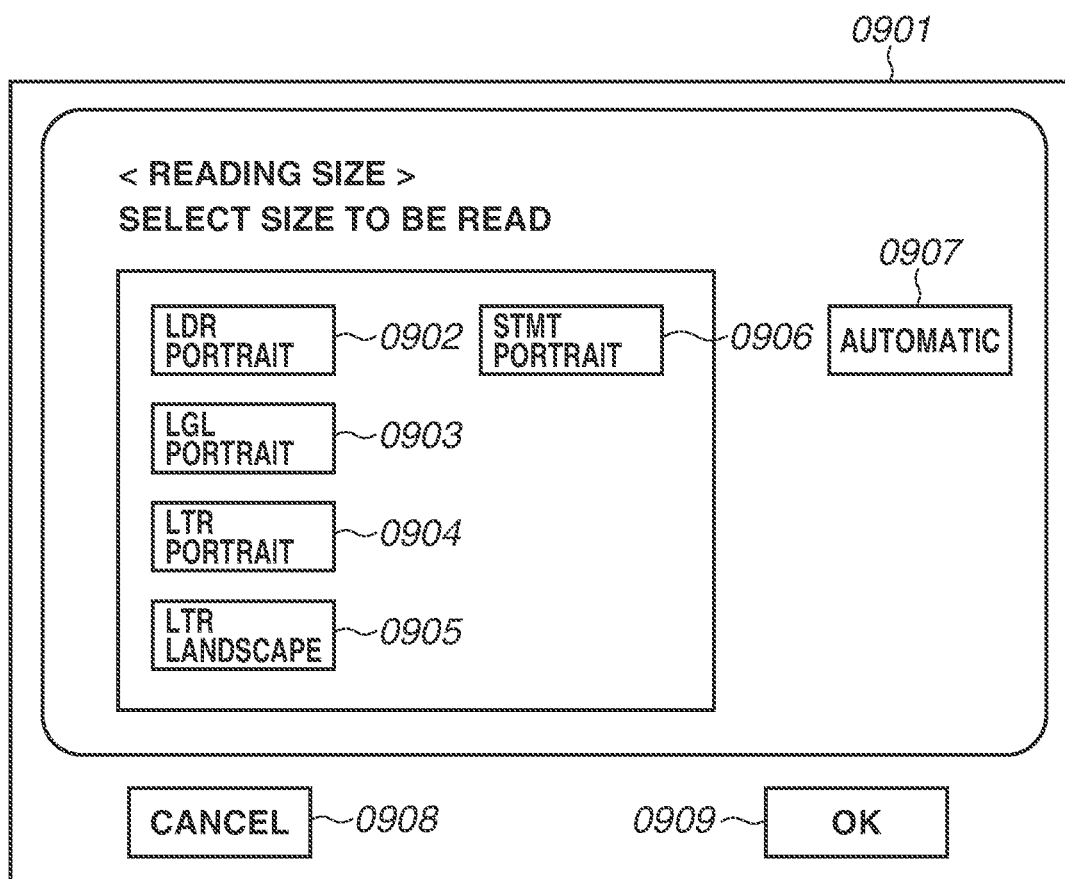 0901
< READING SIZE >
SELECT SIZE TO BE READ
0907
LDR
PORTRAIT
0902
STMT
PORTRAIT
0906
AUTOMATIC
LGL
PORTRAIT
0903
LTR
PORTRAIT
0904
LTR
LANDSCAPE
0905
CANCEL
0908
0909
OK